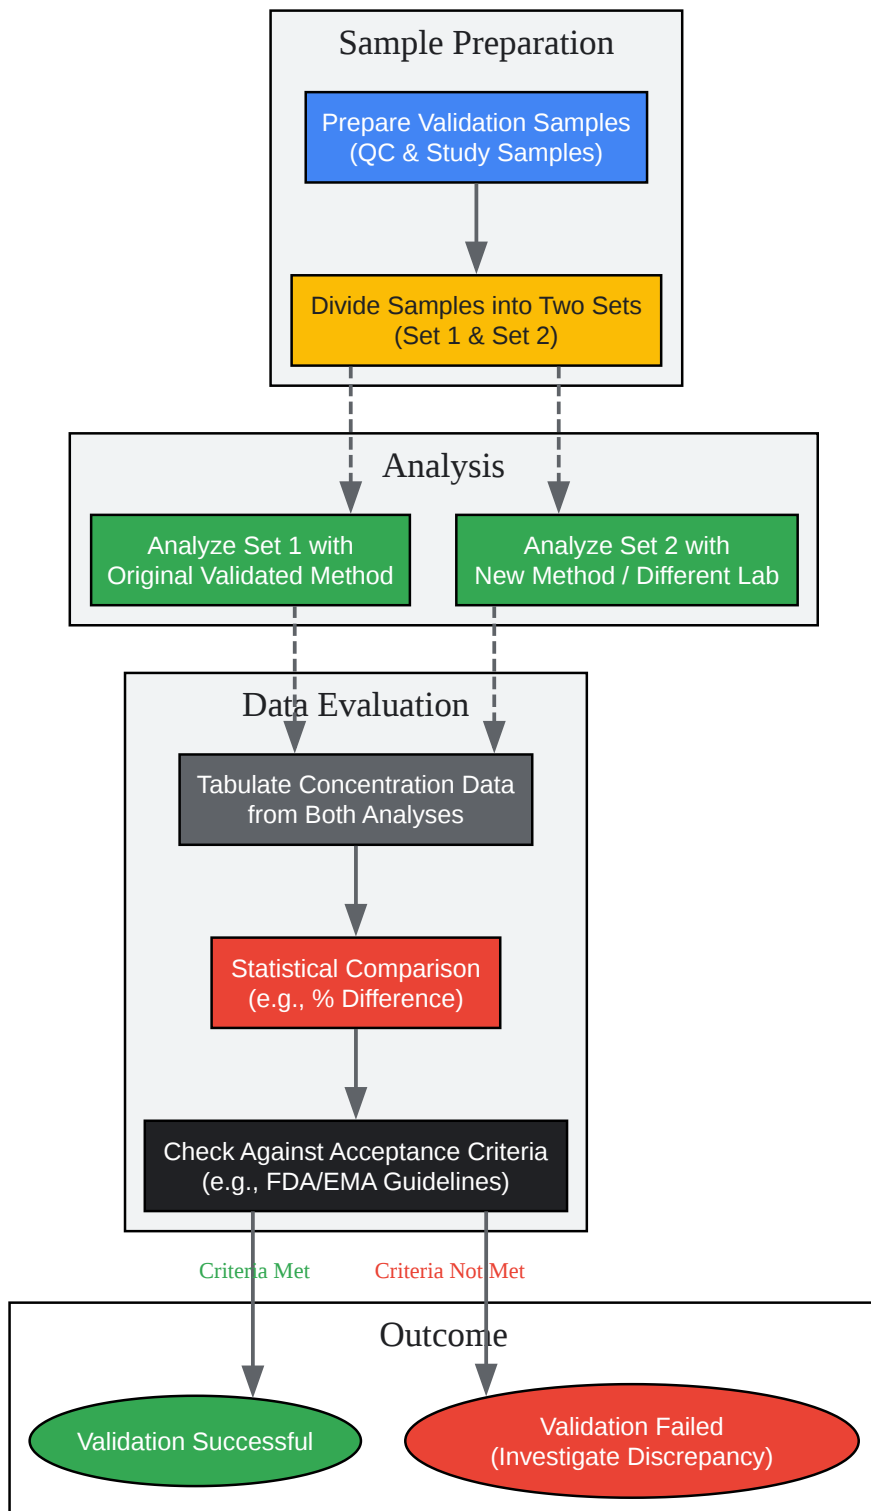 Sample Preparation
Prepare Validation Samples
(QC & Study Samples)
Divide Samples into Two Sets
(Set 1 & Set 2)
Analysis
Analyze Set 1 with
Original Validated Method
Analyze Set 2 with
New Method / Different Lab
Data Evaluation
Tabulate Concentration Data
from Both Analyses
Statistical Comparison
(e.g., % Difference)
Check Against Acceptance Criteria
(e.g., FDA/EMA Guidelines)
Criteria Met
Criteria Not Met
Outcome
Validation Successful
Validation Failed
(Investigate Discrepancy)